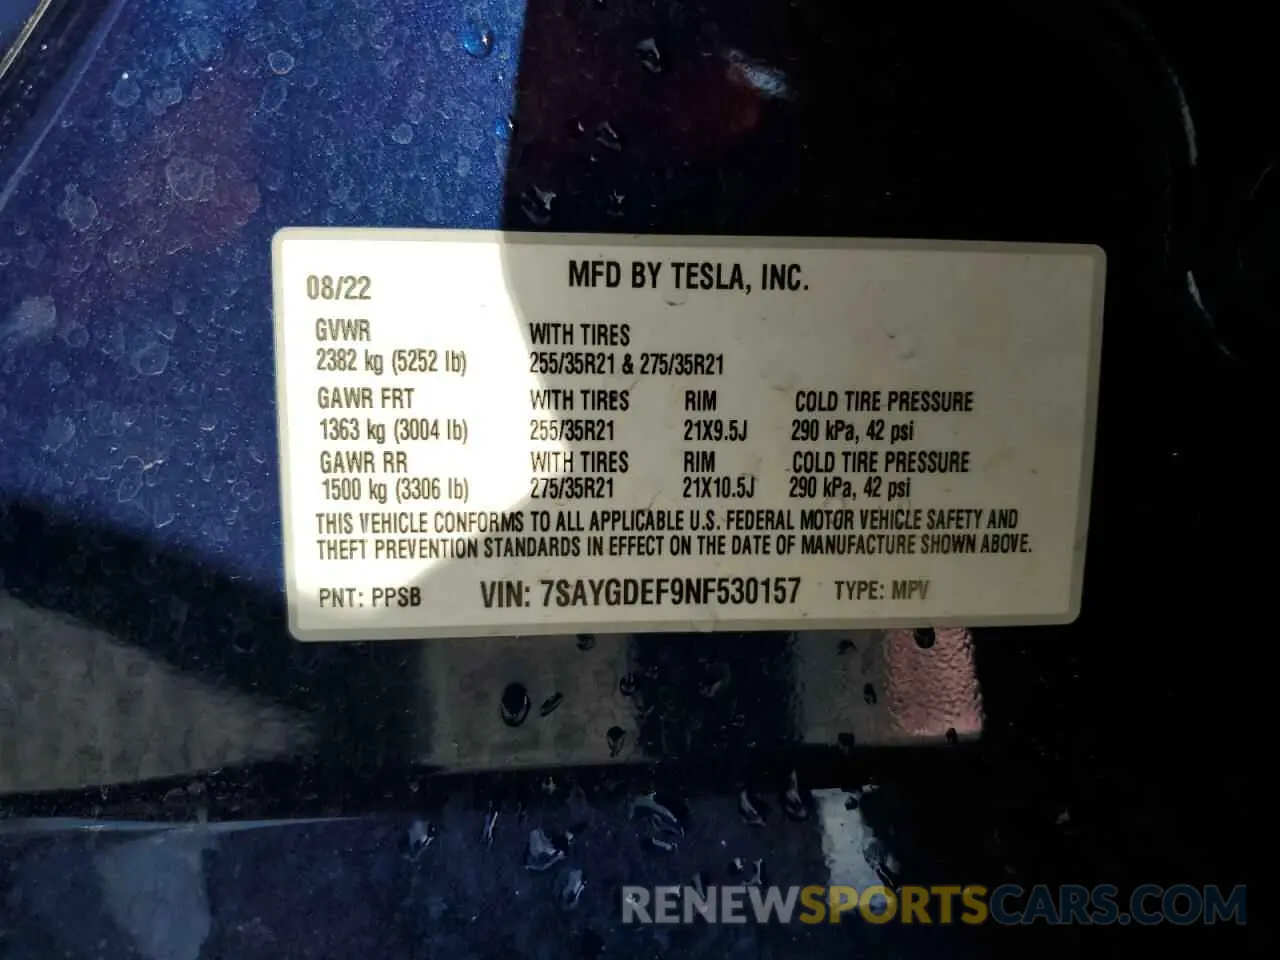 08/22 MFD BY TESLA, INC.
GVWR WITH TIRES
2382 kg (5252 lb) 255/35R21 & 275/35R21
GAWR FRT WITH TIRES RIM COLD TIRE PRESSURE
1363 kg (3004 lb) 255/35R21 21X9.5J 290 kPa, 42 psi
GAWR RR WITH TIRES RIM COLD TIRE PRESSURE
1500 kg (3306 lb) 275/35R21 21X10.5J 290 kPa, 42 psi
THIS VEHICLE CONFORMS TO ALL APPLICABLE U.S. FEDERAL MOTOR VEHICLE SAFETY AND
THEFT PREVENTION STANDARDS IN EFFECT ON THE DATE OF MANUFACTURE SHOWN ABOVE.
PNT: PPSB VIN: 7SAYGDEF9NF530157 TYPE: MPV
RENEWSPORTSCARS.COM